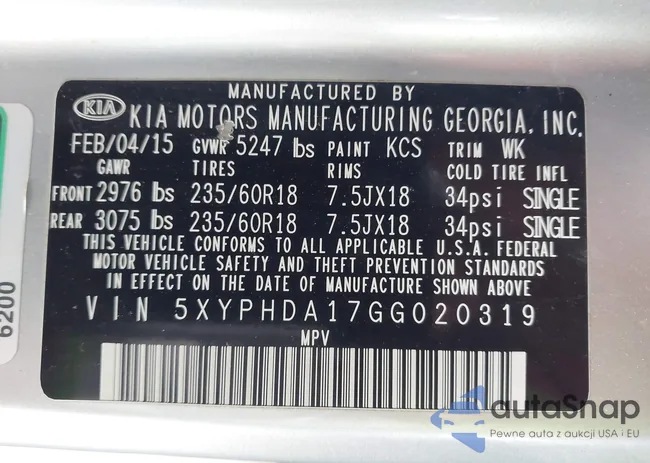 MANUFACTURED BY
KIA KIA MOTORS MANUFACTURING GEORGIA, INC.
FEB/04/15 GVWR 5247 lbs PAINT KCS TRIM WK
GAWR TIRES RIMS COLD TIRE INFL
FRONT 2976 lbs 235/60R18 7.5JX18 34psi SINGLE
REAR 3075 lbs 235/60R18 7.5JX18 34psi SINGLE
THIS VEHICLE CONFORMS TO ALL APPLICABLE U.S.A. FEDERAL
MOTOR VEHICLE SAFETY AND THEFT PREVENTION STANDARDS
IN EFFECT ON THE DATE OF MANUFACTURE SHOWN ABOVE
VIN 5XYPHDA17GG020319
MPV
6200
autaSnap
Pewne auta z aukcji USA i EU